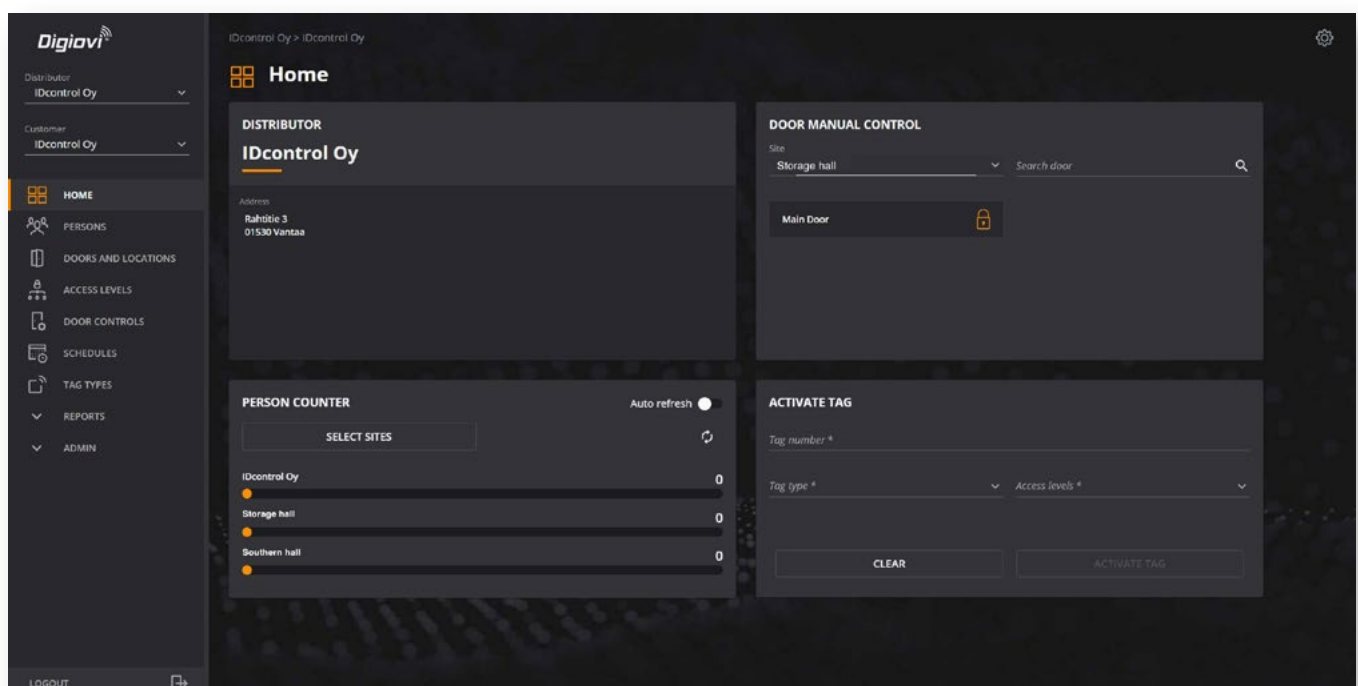 Digiovi
Distributor
IDcontrol Oy
Customer
IDcontrol Oy
HOME
PERSONS
DOORS AND LOCATIONS
ACCESS LEVELS
DOOR CONTROLS
SCHEDULES
TAG TYPES
REPORTS
ADMIN
LOGOUT
IDcontrol Oy > IDcontrol Oy
Home
DISTRIBUTOR
IDcontrol Oy
Address
Rahtitie 3
01530 Vantaa
DOOR MANUAL CONTROL
Site
Storage hall
Search door
Main Door
PERSON COUNTER
Auto refresh
SELECT SITES
IDcontrol Oy 0
Storage hall 0
Southern hall 0
ACTIVATE TAG
Tag number *
Tag type * Access levels *
CLEAR ACTIVATE TAG